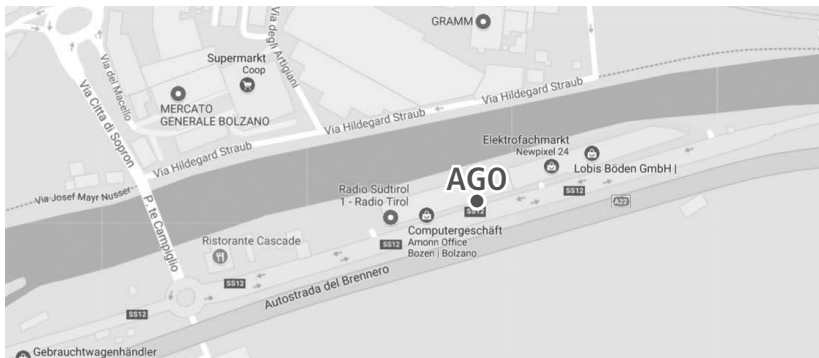 GRAMM
Via degli Artigiani
Supermarkt
Coop
Via del Macello
MERCATO
GENERALE BOLZANO
Via Città di Sopron
Via Hildegard Straub
Via Hildegard Straub
Via Hildegard Straub
Elektrofachmarkt
Newpixel 24
Lobis Böden GmbH |
AGO
Via-Josef Mayr Nusser
P. te Campiglio
Radio Südtirol
1 - Radio Tirol
SS12
SS12
A22
Computergeschäft
Amonn Office
Bozen | Bolzano
Ristorante Cascade
SS12
SS12
Autostrada del Brennero
SS12
Gebrauchtwagenhändler